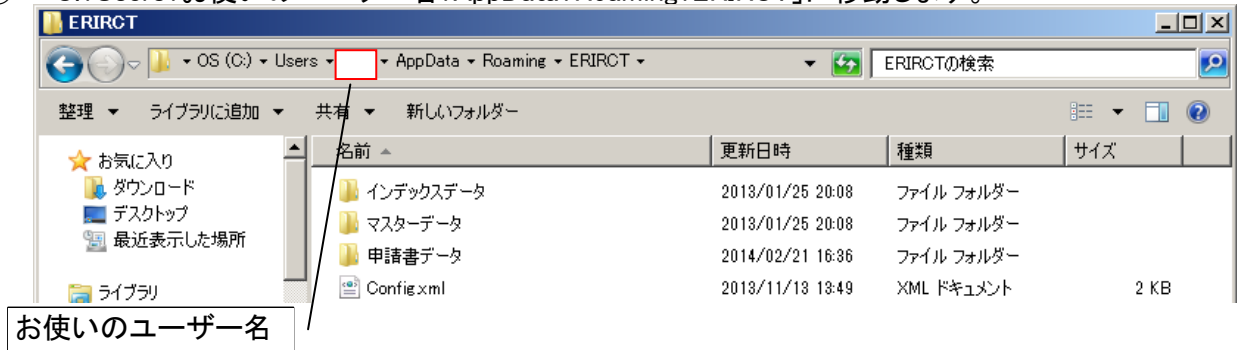 ERIRCT
OS (C:) Users AppData Roaming ERIRCT
ERIRCTの検索
整理 ライブラリに追加 共有 新しいフォルダー
お気に入り
ダウンロード
デスクトップ
最近表示した場所
ライブラリ
名前 更新日時 種類 サイズ
インデックスデータ 2013/01/25 20:08 ファイル フォルダー
マスターデータ 2013/01/25 20:08 ファイル フォルダー
申請書データ 2014/02/21 16:36 ファイル フォルダー
Config.xml 2013/11/13 13:49 XML ドキュメント 2 KB
お使いのユーザー名